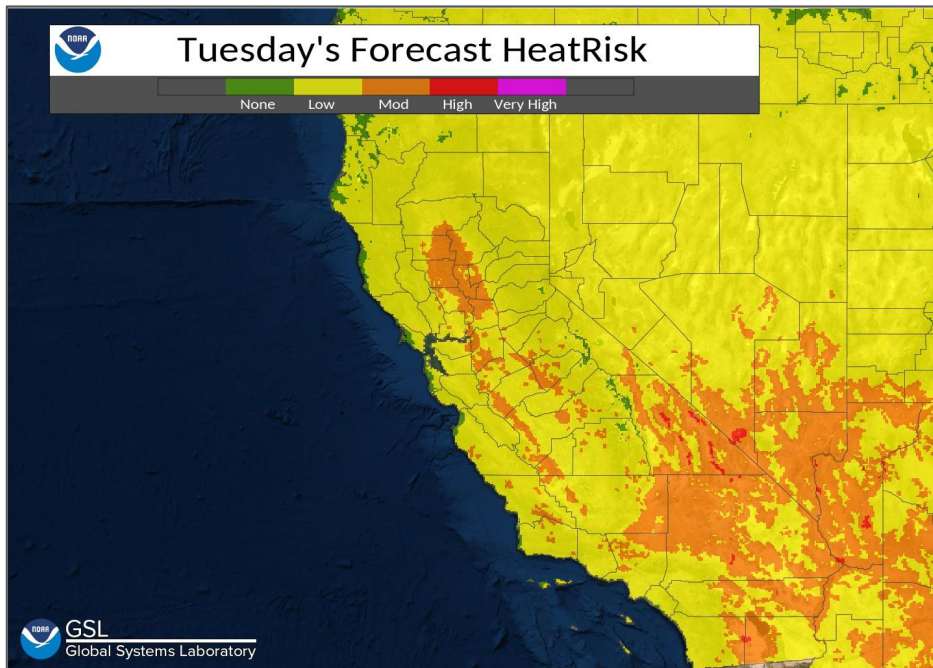 NOAA
Tuesday's Forecast HeatRisk
None Low Mod High Very High
NOAA
GSL
Global Systems Laboratory